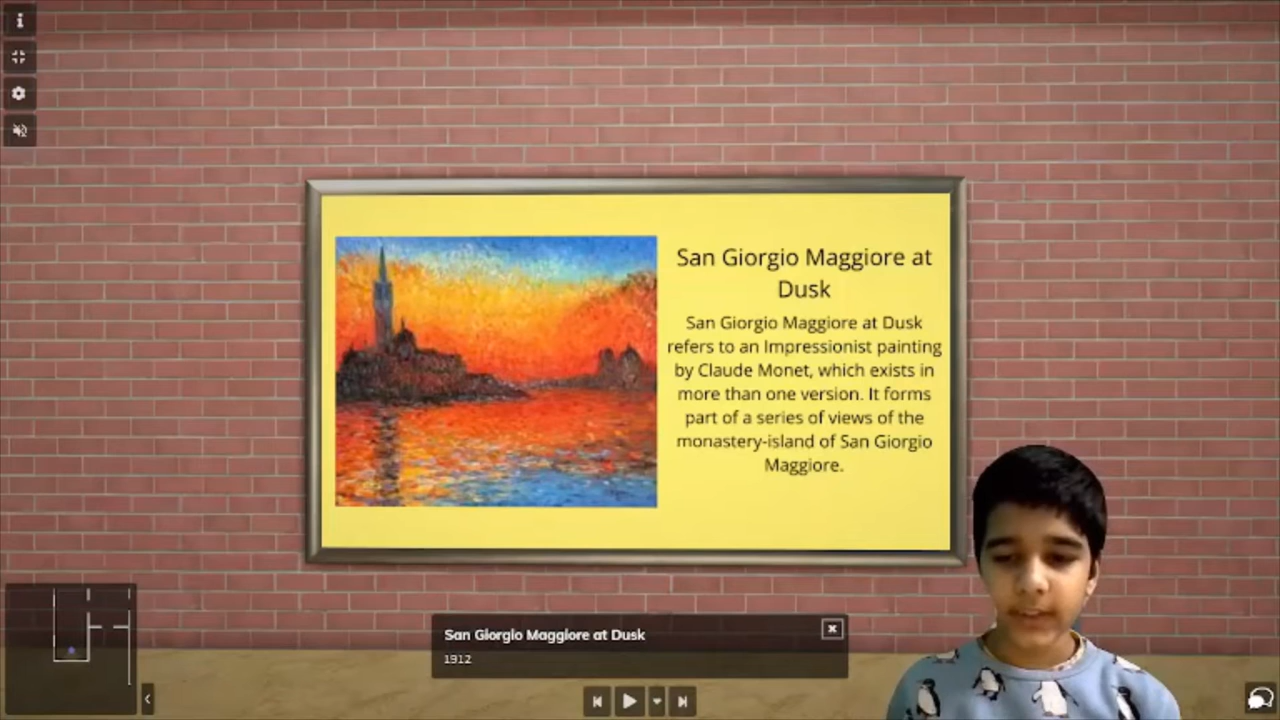 San Giorgio Maggiore at
Dusk
San Giorgio Maggiore at Dusk
refers to an Impressionist painting
by Claude Monet, which exists in
more than one version. It forms
part of a series of views of the
monastery-island of San Giorgio
Maggiore.
San Giorgio Maggiore at Dusk
1912